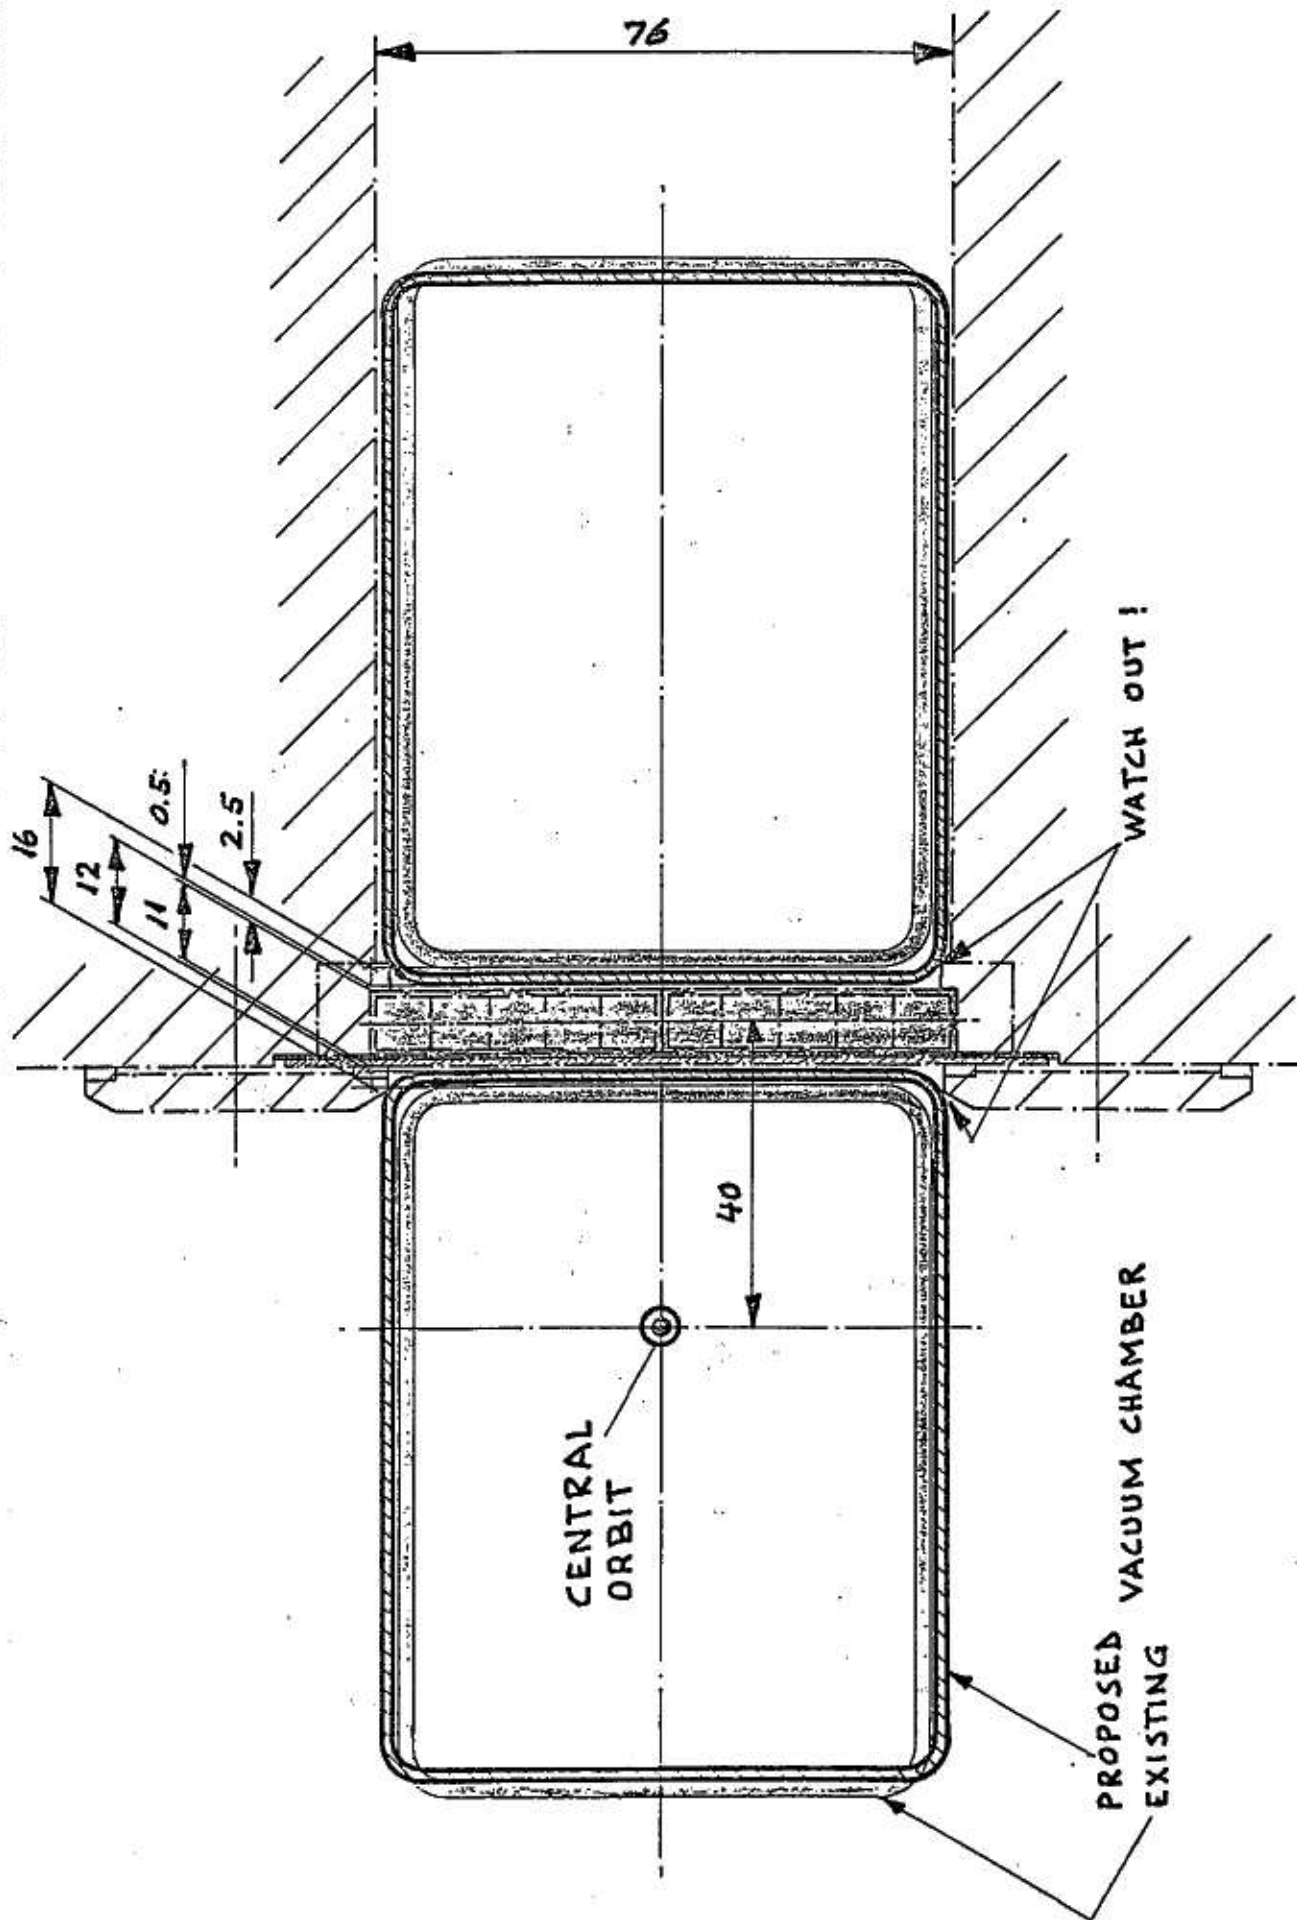 76
16
12
11
0.5
2.5
WATCH OUT !
40
CENTRAL
ORBIT
PROPOSED VACUUM CHAMBER
EXISTING